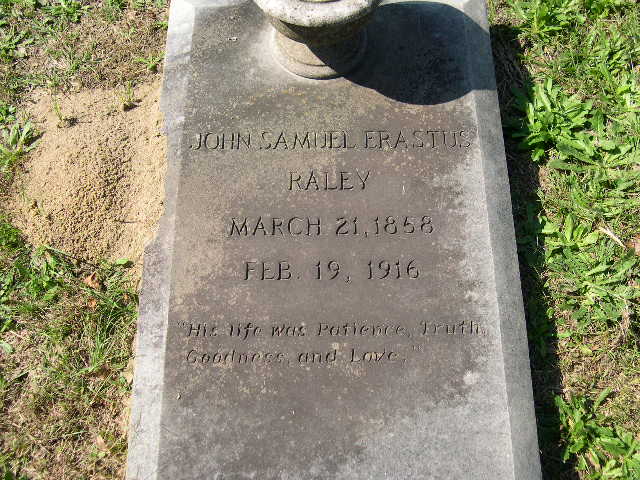 JOHN SAMUEL ERASTUS
RALEY
MARCH 21, 1858
FEB. 19, 1916
"His life was Patience, Truth,
Goodness, and Love,"